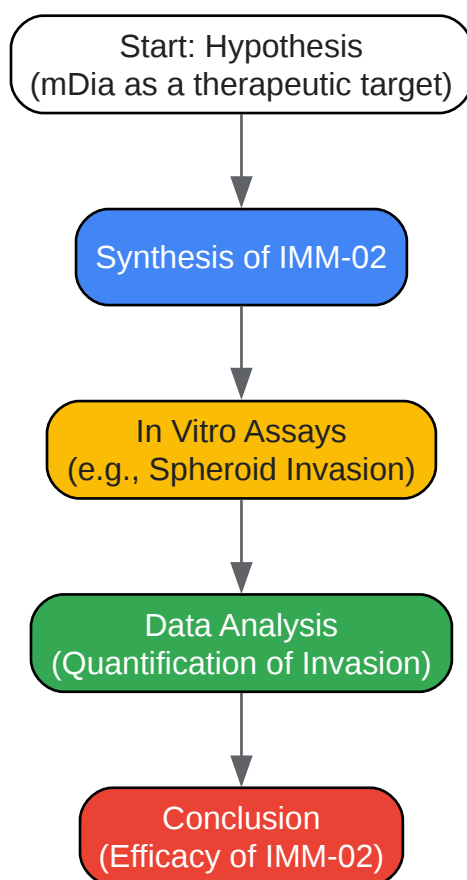 Start: Hypothesis
(mDia as a therapeutic target)
Synthesis of IMM-02
In Vitro Assays
(e.g., Spheroid Invasion)
Data Analysis
(Quantification of Invasion)
Conclusion
(Efficacy of IMM-02)